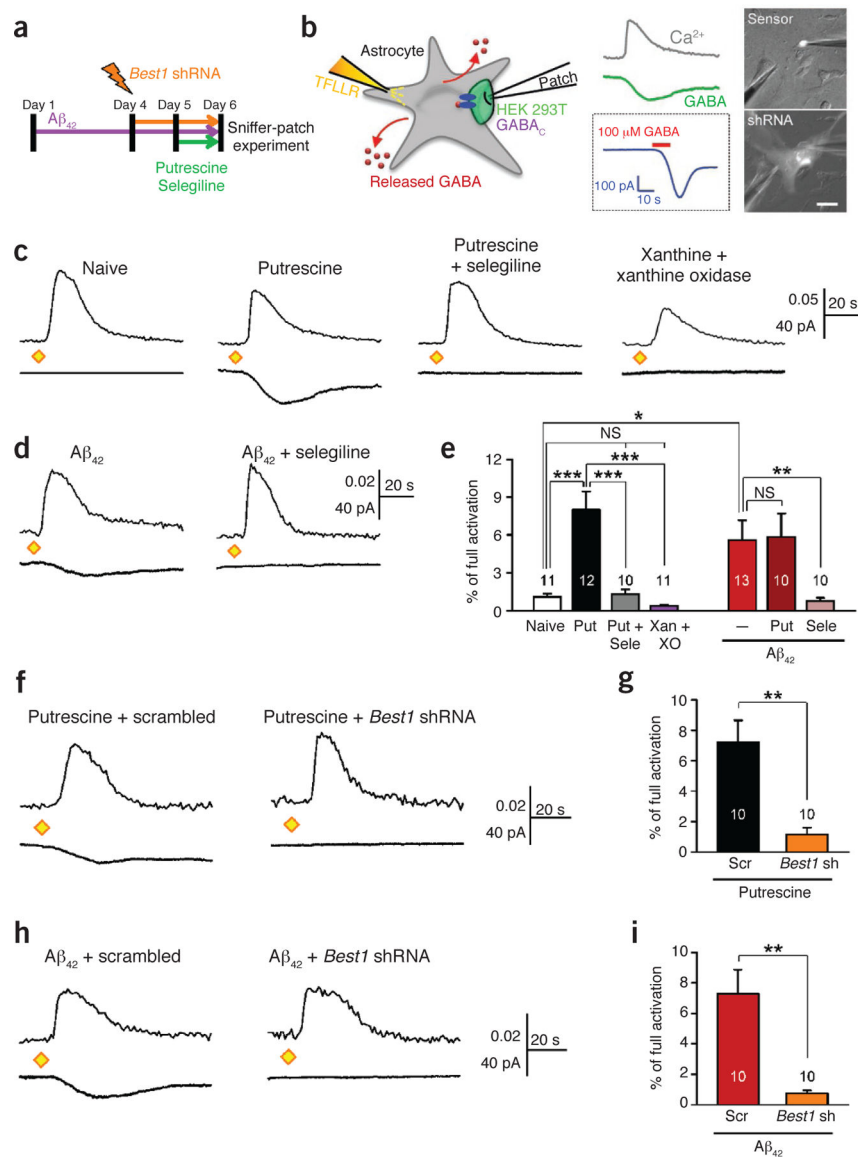 a
Best1 shRNA
Day 1
Day 4
Day 5
Day 6
Aβ42
Sniffer-patch
experiment
Putrescine
Selegiline
b
Astrocyte
TFLLR
Patch
HEK 293T
GABAC
Released GABA
Ca2+
GABA
100 µM GABA
100 pA
10 s
Sensor
shRNA
c
Naive
Putrescine
Putrescine
+ selegiline
Xanthine +
xanthine oxidase
0.05
20 s
40 pA
d
Aβ42
Aβ42 + selegiline
0.02
20 s
40 pA
e
% of full activation
12
9
6
3
0
*
NS
***
***
***
**
NS
11
12
10
11
13
10
10
Naive
Put
Put +
Sele
Xan +
XO
—
Put
Sele
Aβ42
f
Putrescine + scrambled
Putrescine + Best1 shRNA
0.02
20 s
40 pA
g
% of full activation
10
8
6
4
2
0
**
10
10
Scr
Best1 sh
Putrescine
h
Aβ42 + scrambled
Aβ42 + Best1 shRNA
0.02
20 s
40 pA
i
% of full activation
10
8
6
4
2
0
**
10
10
Scr
Best1 sh
Aβ42